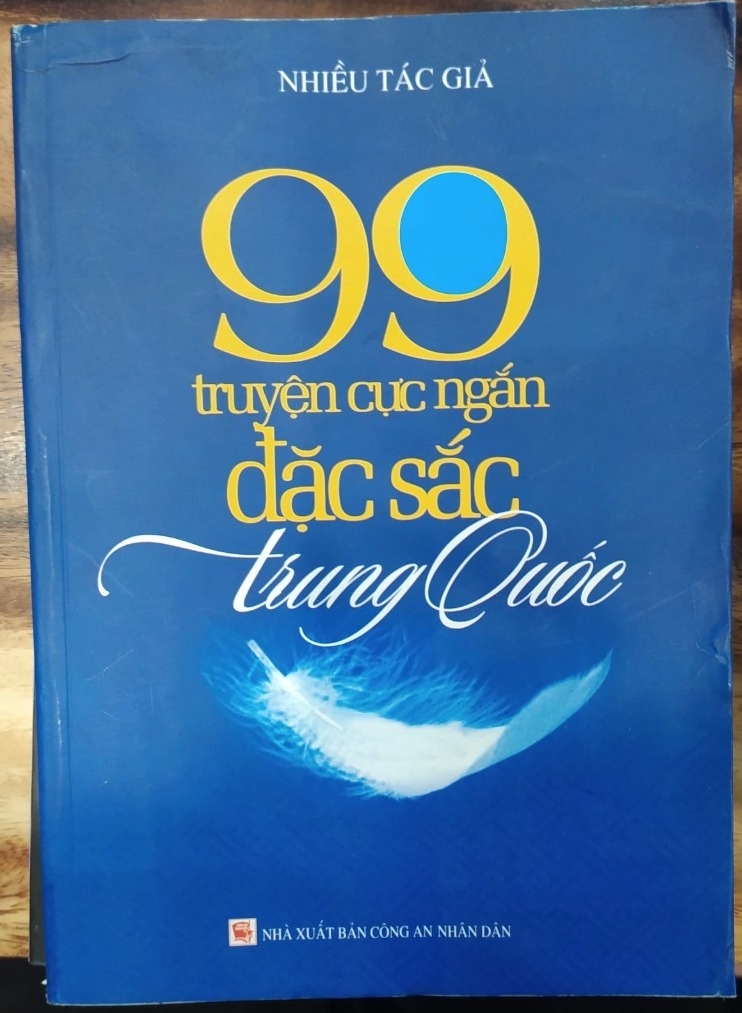 NHIỀU TÁC GIẢ
99
truyện cực ngắn
đặc sắc
trung Quốc
NHÀ XUẤT BẢN CÔNG AN NHÂN DÂN